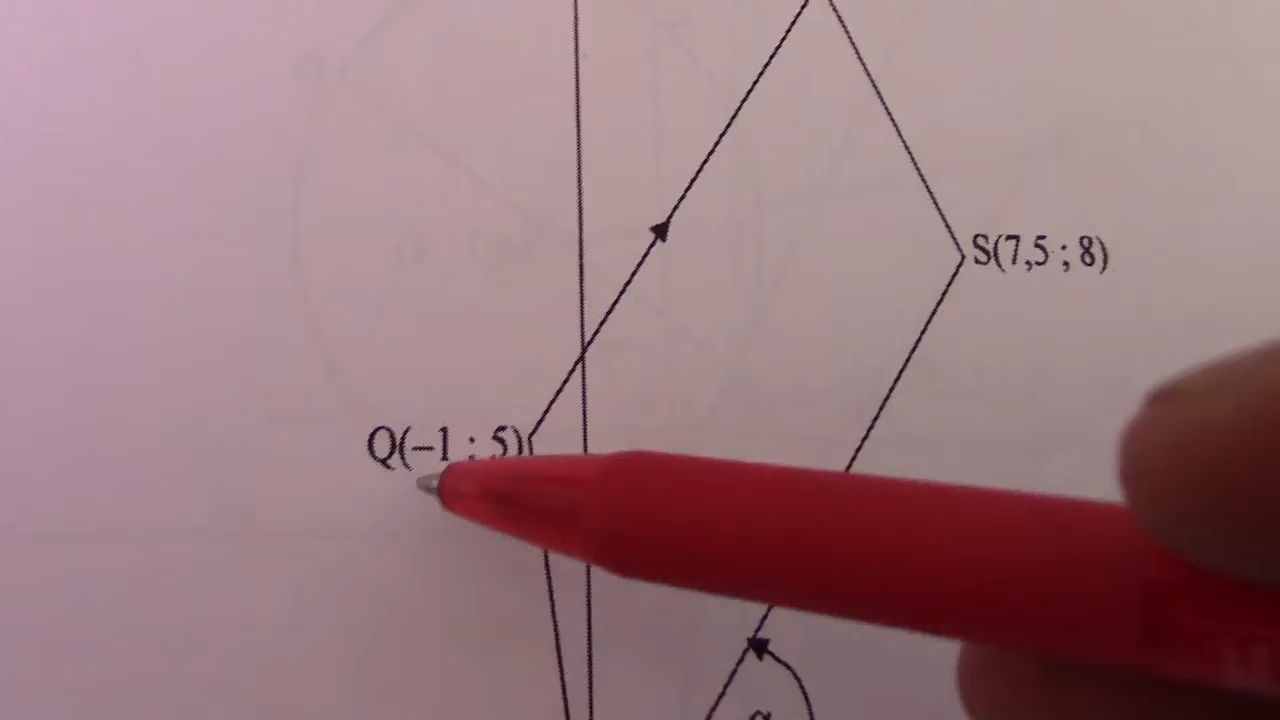 S(7,5 ; 8)
Q(–1 ; 5)